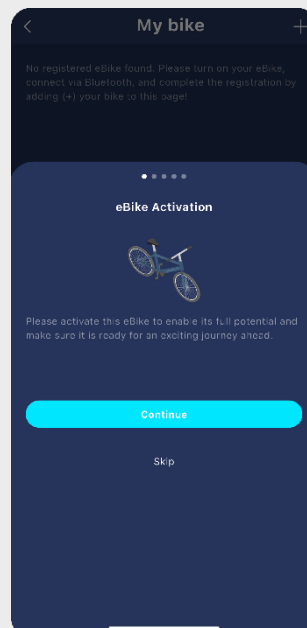 My bike
No registered eBike found. Please turn on your eBike,
connect via Bluetooth, and complete the registration by
adding (+) your bike to this page!
eBike Activation
Please activate this eBike to enable its full potential and
make sure it is ready for an exciting journey ahead.
Continue
Skip